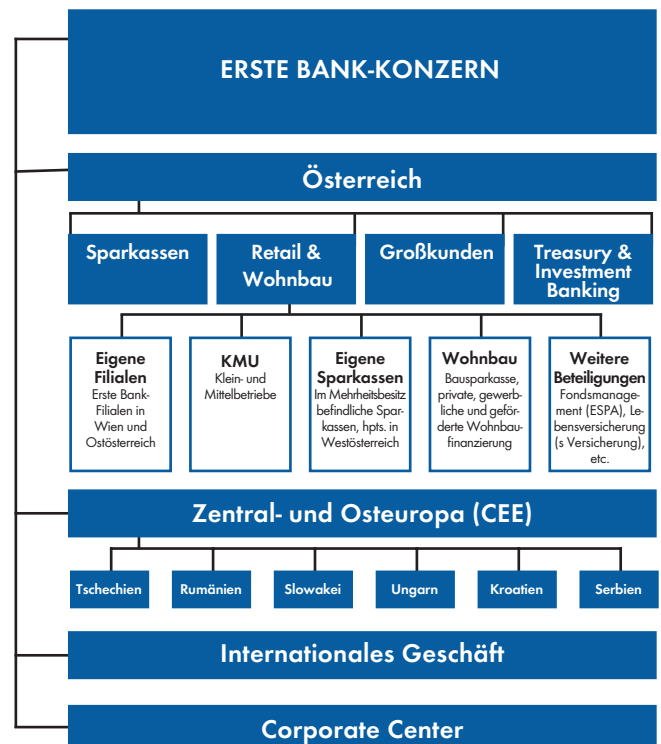 ERSTE BANK-KONZERN
Österreich
Sparkassen
Retail &
Wohnbau
Großkunden
Treasury &
Investment
Banking
Eigene
Filialen
Erste Bank-
Filialen in
Wien und
Ostösterreich
KMU
Klein- und
Mittelbetriebe
Eigene
Sparkassen
Im Mehrheitsbesitz
befindliche Spar-
kassen, hpts. in
Westösterreich
Wohnbau
Bausparkasse,
private, gewerb-
liche und geför-
derte Wohnbau-
finanzierung
Weitere
Beteiligungen
Fondsmanage-
ment (ESPA), Le-
bensversicherung
(s Versicherung),
etc.
Zentral- und Osteuropa (CEE)
Tschechien
Rumänien
Slowakei
Ungarn
Kroatien
Serbien
Internationales Geschäft
Corporate Center